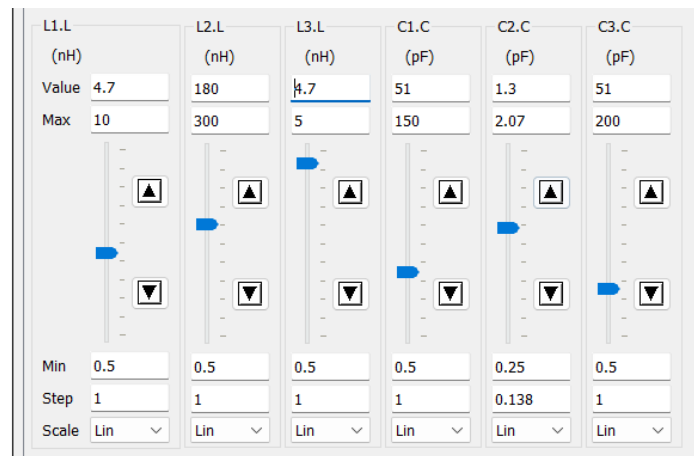 L1.L L2.L L3.L C1.C C2.C C3.C
(nH) (nH) (nH) (pF) (pF) (pF)
Value 4.7 180 4.7 51 1.3 51
Max 10 300 5 150 2.07 200
Min 0.5 0.5 0.5 0.5 0.25 0.5
Step 1 1 1 1 0.138 1
Scale Lin Lin Lin Lin Lin Lin